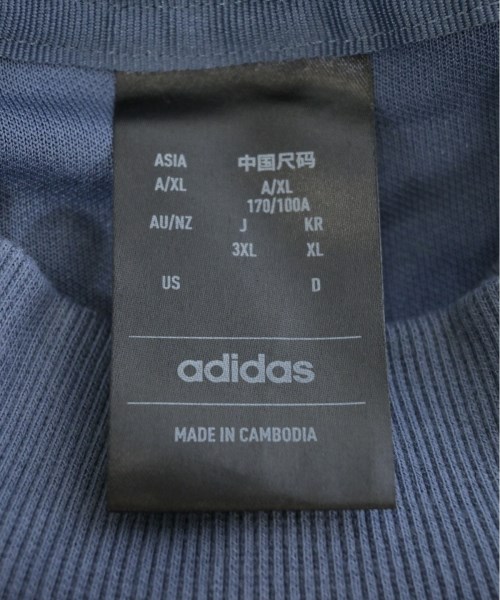 ASIA 中国尺码
A/XL A/XL
170/100A
AU/NZ J KR
3XL XL
US D
adidas
MADE IN CAMBODIA